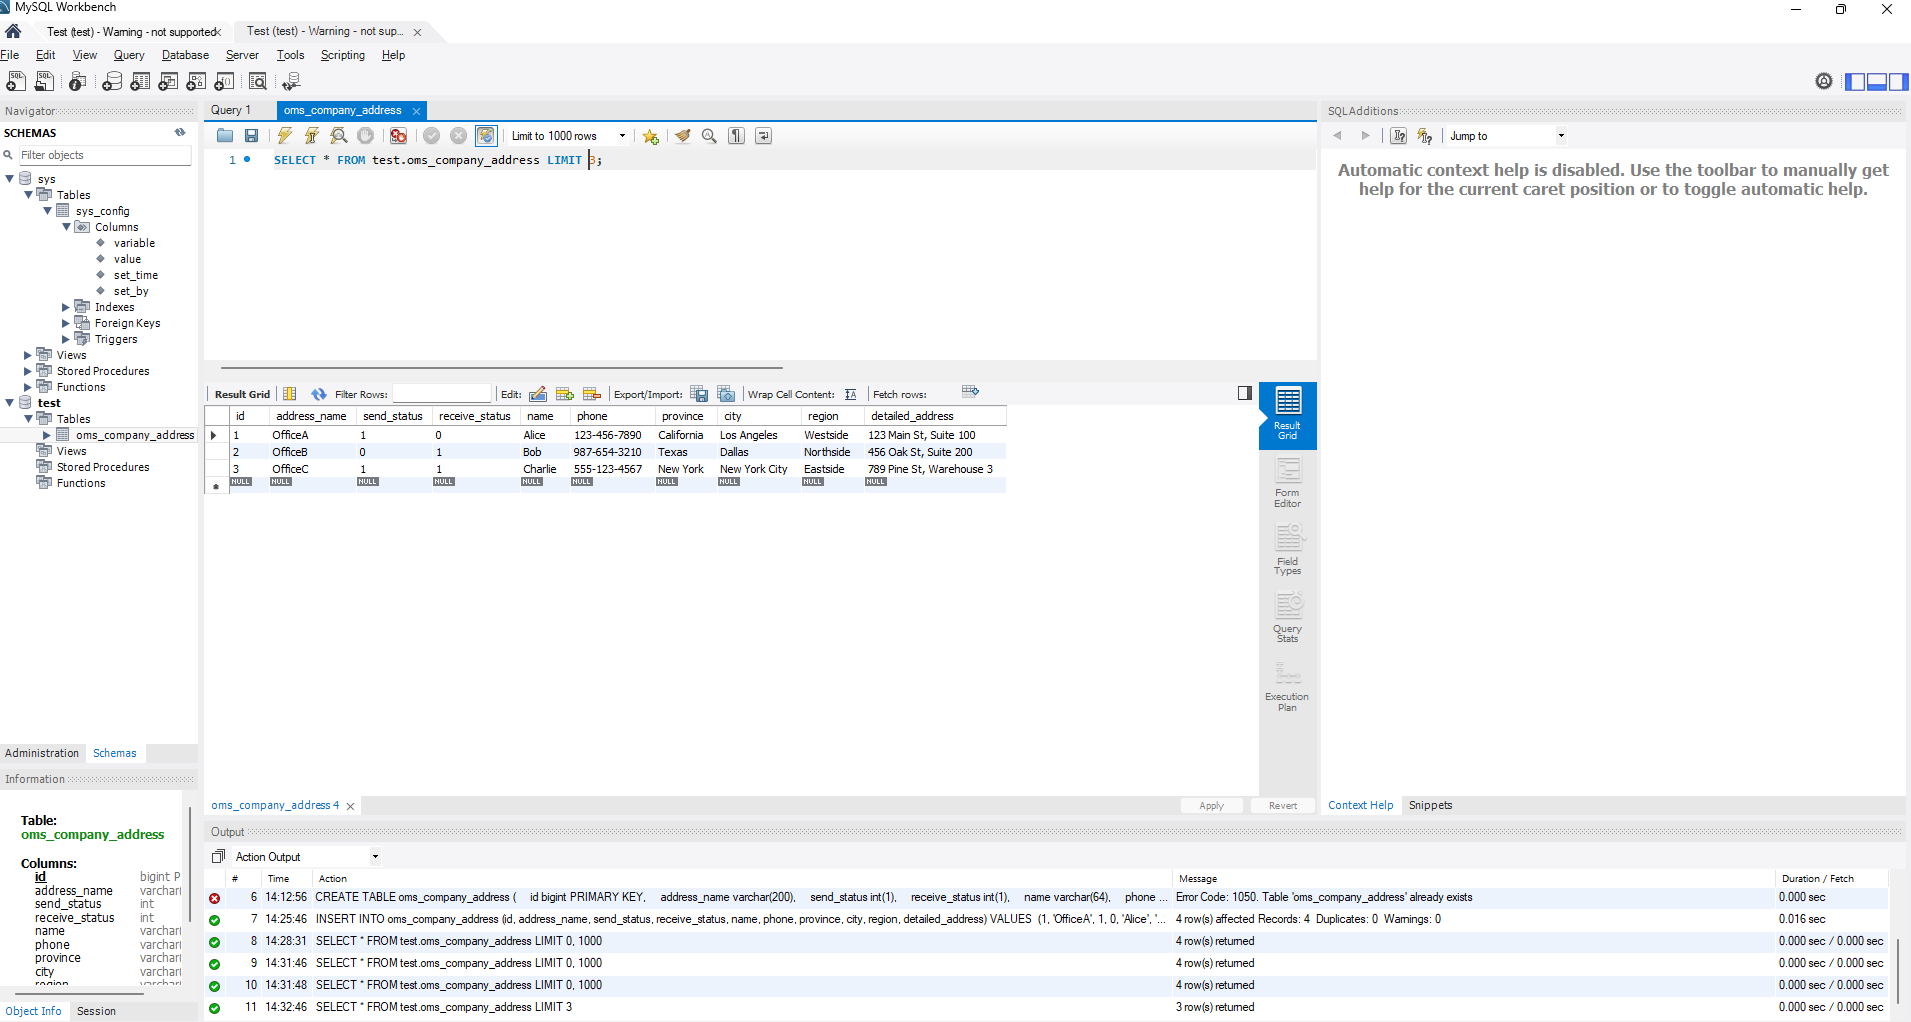 MySQL Workbench
Test (test) - Warning - not supported
Test (test) - Warning - not sup...
File Edit View Query Database Server Tools Scripting Help
Navigator
SCHEMAS
Filter objects
sys
Tables
sys_config
Columns
variable
value
set_time
set_by
Indexes
Foreign Keys
Triggers
Views
Stored Procedures
Functions
test
Tables
oms_company_address
Views
Stored Procedures
Functions
Administration Schemas
Information
Table:
oms_company_address
Columns:
id bigint P
address_name varchar(
send_status int
receive_status int
name varchar(
phone varchar(
province varchar(
city varchar(
region varchar(
Object Info Session
Query 1 oms_company_address
Limit to 1000 rows
1 SELECT * FROM test.oms_company_address LIMIT 3;
Result Grid Filter Rows: Edit: Export/Import: Wrap Cell Content: Fetch rows:
id address_name send_status receive_status name phone province city region detailed_address
1 OfficeA 1 0 Alice 123-456-7890 California Los Angeles Westside 123 Main St, Suite 100
2 OfficeB 0 1 Bob 987-654-3210 Texas Dallas Northside 456 Oak St, Suite 200
3 OfficeC 1 1 Charlie 555-123-4567 New York New York City Eastside 789 Pine St, Warehouse 3
NULL NULL NULL NULL NULL NULL NULL NULL NULL NULL
Result
Grid
Form
Editor
Field
Types
Query
Stats
Execution
Plan
oms_company_address 4 Apply Revert
SQLAdditions
Jump to
Automatic context help is disabled. Use the toolbar to manually get
help for the current caret position or to toggle automatic help.
Context Help Snippets
Output
Action Output
# Time Action Message Duration / Fetch
6 14:12:56 CREATE TABLE oms_company_address ( id bigint PRIMARY KEY, address_name varchar(200), send_status int(1), receive_status int(1), name varchar(64), phone ... Error Code: 1050. Table 'oms_company_address' already exists 0.000 sec
7 14:25:46 INSERT INTO oms_company_address (id, address_name, send_status, receive_status, name, phone, province, city, region, detailed_address) VALUES (1, 'OfficeA', 1, 0, 'Alice', '... 4 row(s) affected Records: 4 Duplicates: 0 Warnings: 0 0.016 sec
8 14:28:31 SELECT * FROM test.oms_company_address LIMIT 0, 1000 4 row(s) returned 0.000 sec / 0.000 sec
9 14:31:46 SELECT * FROM test.oms_company_address LIMIT 0, 1000 4 row(s) returned 0.000 sec / 0.000 sec
10 14:31:48 SELECT * FROM test.oms_company_address LIMIT 0, 1000 4 row(s) returned 0.000 sec / 0.000 sec
11 14:32:46 SELECT * FROM test.oms_company_address LIMIT 3 3 row(s) returned 0.000 sec / 0.000 sec